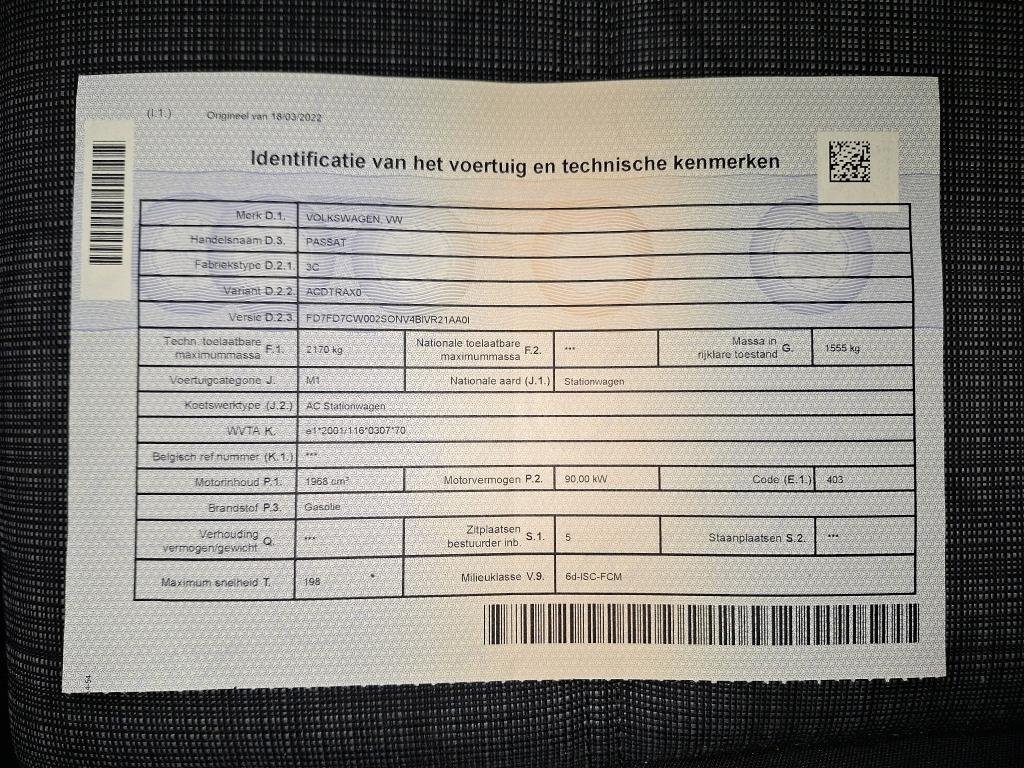 (I.1.) Origineel van 18/03/2022
Identificatie van het voertuig en technische kenmerken
Merk D.1. VOLKSWAGEN, VW
Handelsnaam D.3. PASSAT
Fabriekstype D.2.1. 3C
Variant D.2.2. ACDTRAX0
Versie D.2.3. FD7FD7CW002SONV4BIVR21AA0I
Techn. toelaatbare maximummassa F.1. 2170 kg Nationale toelaatbare maximummassa F.2. *** Massa in rijklare toestand G. 1555 kg
Voertuigcategorie J. M1 Nationale aard (J.1.) Stationwagen
Koetswerktype (J.2.) AC Stationwagen
WVTA K. e1*2001/116*0307*70
Belgisch ref nummer (K.1.) ***
Motorinhoud P.1. 1968 cm³ Motorvermogen P.2. 90,00 kW Code (E.1.) 403
Brandstof P.3. Gasolie
Verhouding vermogen/gewicht Q. *** Zitplaatsen bestuurder inb. S.1. 5 Staanplaatsen S.2. ***
Maximum snelheid T. 198 Milieuklasse V.9. 6d-ISC-FCM